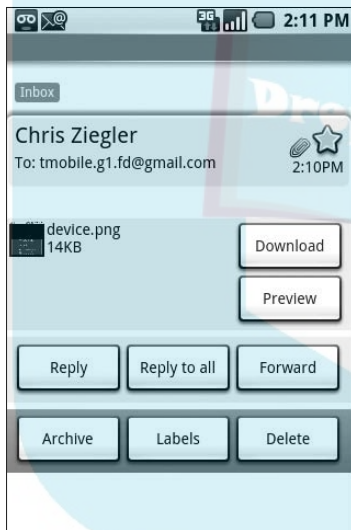 3G 2:11 PM
Inbox
Chris Ziegler
To: tmobile.g1.fd@gmail.com
2:10PM
device.png
14KB
Download
Preview
Reply Reply to all Forward
Archive Labels Delete